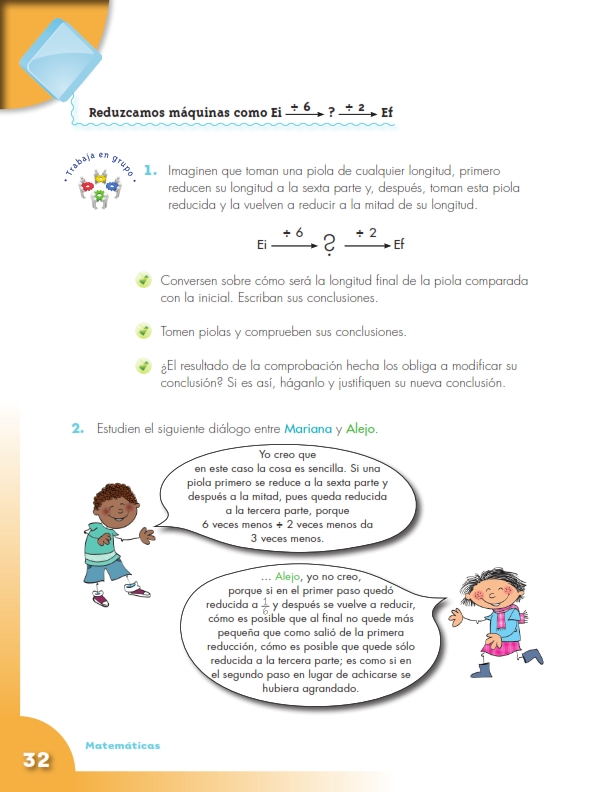 Reduzcamos máquinas como Ei ÷ 6 ? ÷ 2 Ef
• Trabaja en grupo •
1. Imaginen que toman una piola de cualquier longitud, primero
reducen su longitud a la sexta parte y, después, toman esta piola
reducida y la vuelven a reducir a la mitad de su longitud.
÷ 6 ÷ 2
Ei ? Ef
Conversen sobre cómo será la longitud final de la piola comparada
con la inicial. Escriban sus conclusiones.
Tomen piolas y comprueben sus conclusiones.
¿El resultado de la comprobación hecha los obliga a modificar su
conclusión? Si es así, háganlo y justifiquen su nueva conclusión.
2. Estudien el siguiente diálogo entre Mariana y Alejo.
Yo creo que
en este caso la cosa es sencilla. Si una
piola primero se reduce a la sexta parte y
después a la mitad, pues queda reducida
a la tercera parte, porque
6 veces menos ÷ 2 veces menos da
3 veces menos.
... Alejo, yo no creo,
porque si en el primer paso quedó
reducida a 1/6 y después se vuelve a reducir,
cómo es posible que al final no quede más
pequeña que como salió de la primera
reducción, cómo es posible que quede sólo
reducida a la tercera parte; es como si en
el segundo paso en lugar de achicarse se
hubiera agrandado.
Matemáticas
32